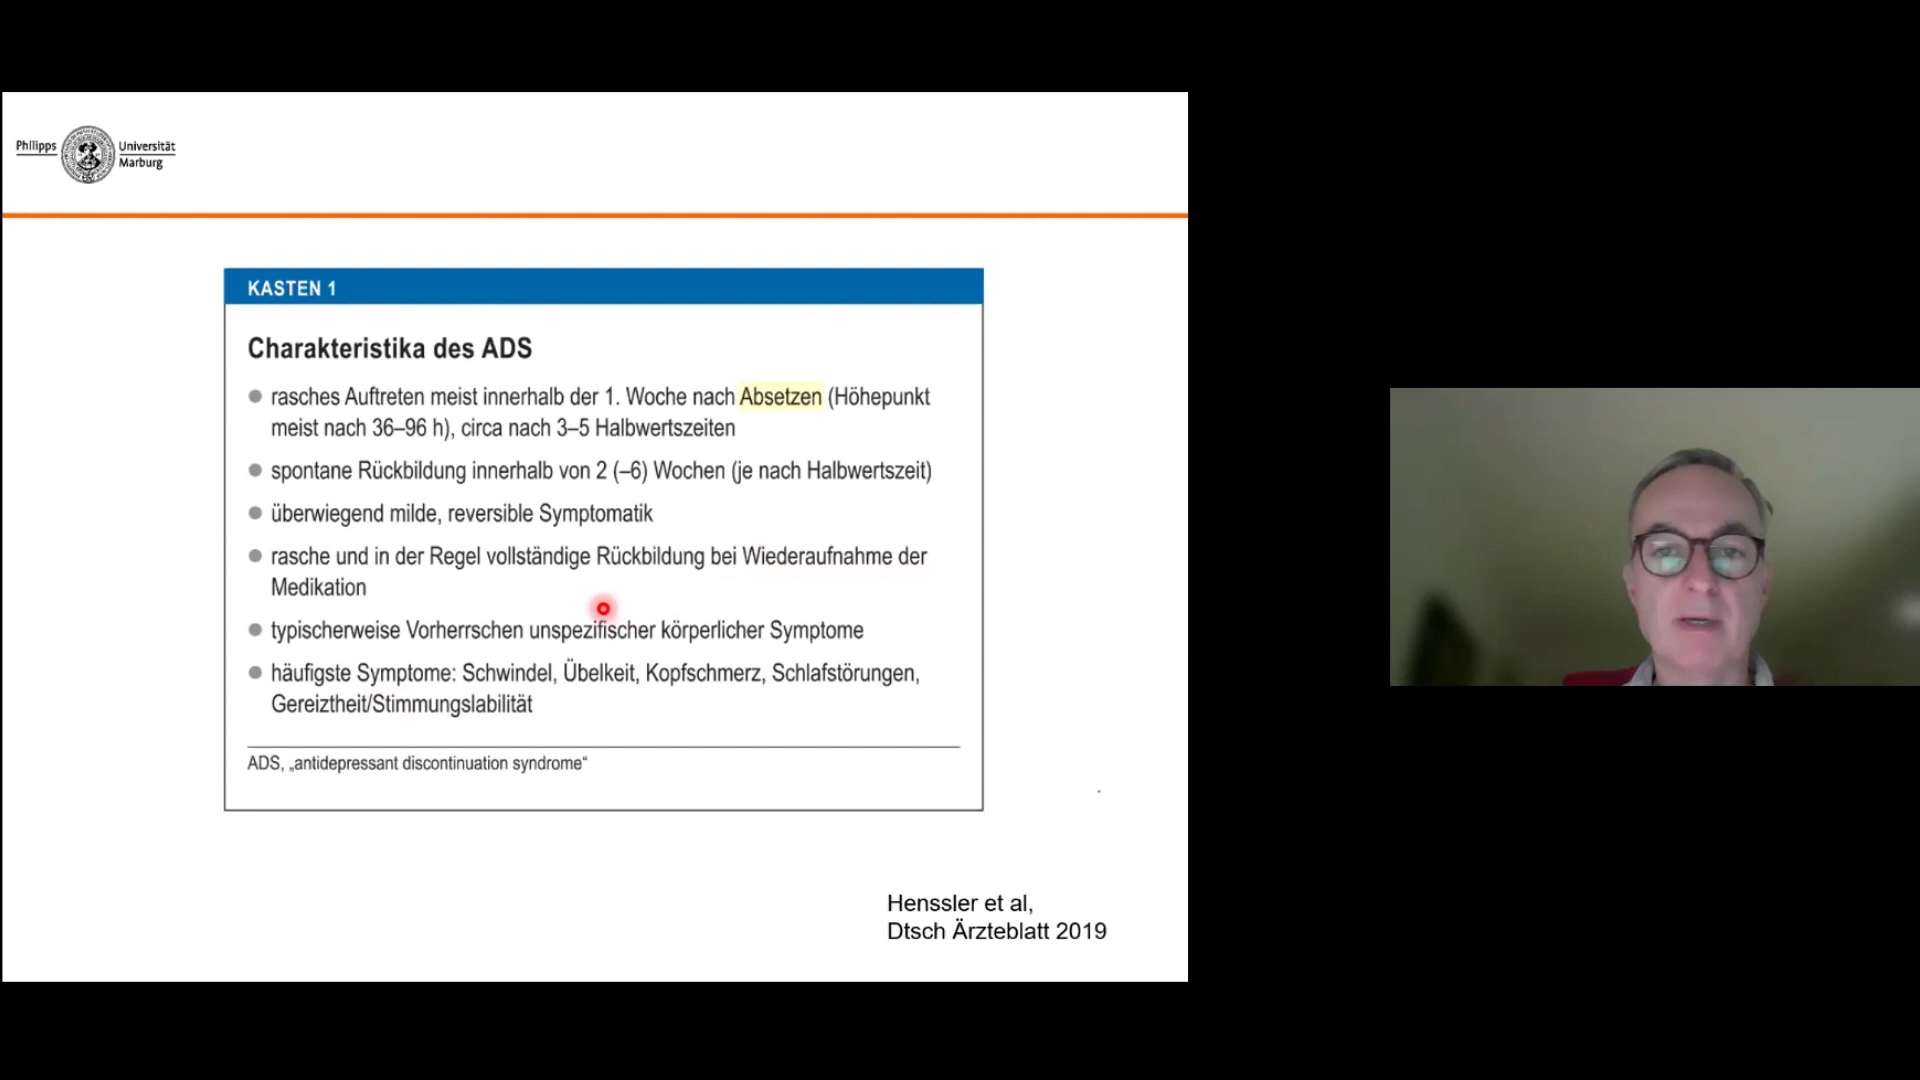 Philipps
Universität
Marburg
KASTEN 1
Charakteristika des ADS
rasches Auftreten meist innerhalb der 1. Woche nach Absetzen (Höhepunkt
meist nach 36–96 h), circa nach 3–5 Halbwertszeiten
spontane Rückbildung innerhalb von 2 (–6) Wochen (je nach Halbwertszeit)
überwiegend milde, reversible Symptomatik
rasche und in der Regel vollständige Rückbildung bei Wiederaufnahme der
Medikation
typischerweise Vorherrschen unspezifischer körperlicher Symptome
häufigste Symptome: Schwindel, Übelkeit, Kopfschmerz, Schlafstörungen,
Gereiztheit/Stimmungslabilität
ADS, „antidepressant discontinuation syndrome“
Henssler et al,
Dtsch Ärzteblatt 2019